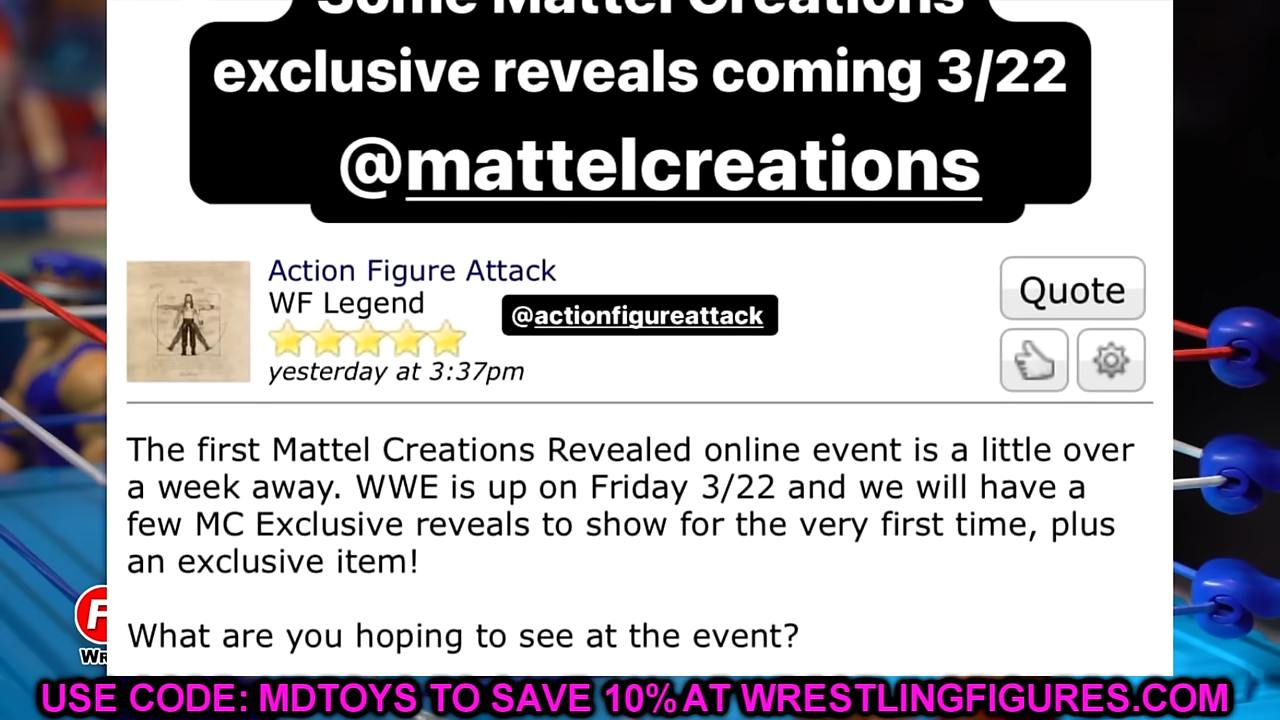 Some Mattel Creations
exclusive reveals coming 3/22
@mattelcreations
Action Figure Attack
WF Legend
@actionfigureattack
yesterday at 3:37pm
Quote
The first Mattel Creations Revealed online event is a little over
a week away. WWE is up on Friday 3/22 and we will have a
few MC Exclusive reveals to show for the very first time, plus
an exclusive item!
What are you hoping to see at the event?
USE CODE: MDTOYS TO SAVE 10% AT WRESTLINGFIGURES.COM